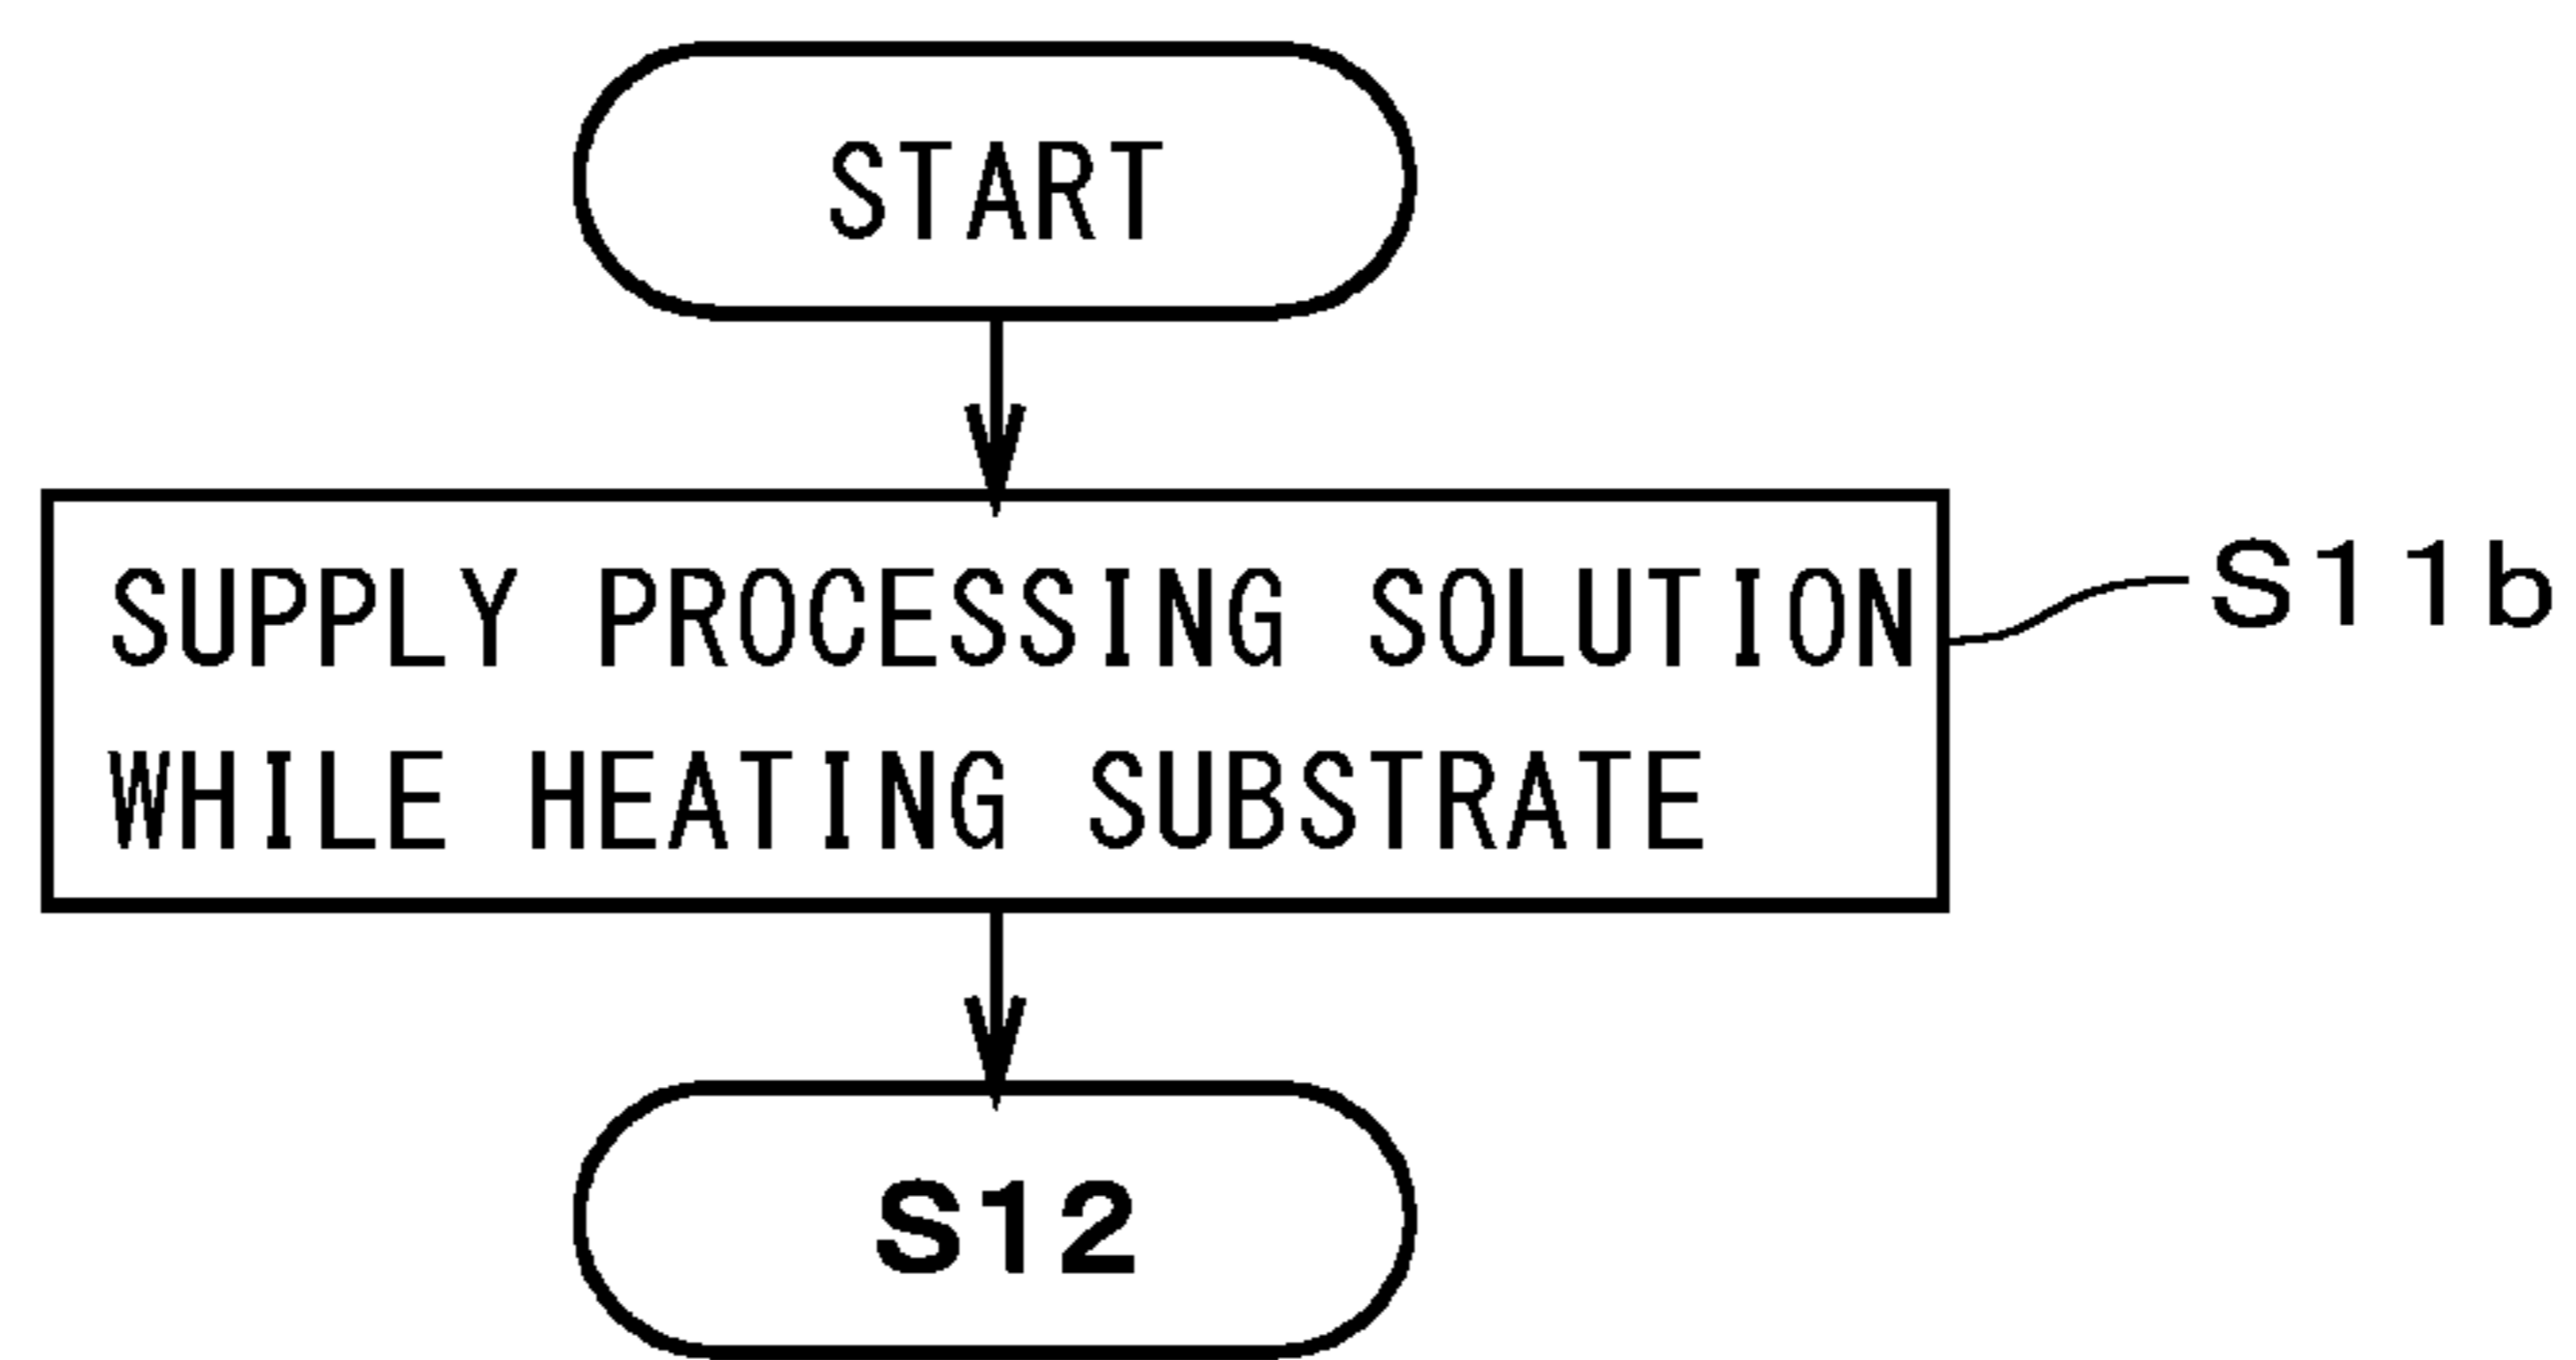 START
SUPPLY PROCESSING SOLUTION
WHILE HEATING SUBSTRATE
S11b
S12